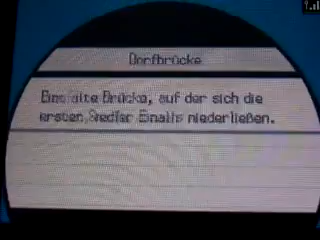 Dorfbrücke
Eine alte Brücke, auf der sich die
ersten Siedler Einalls niederließen.